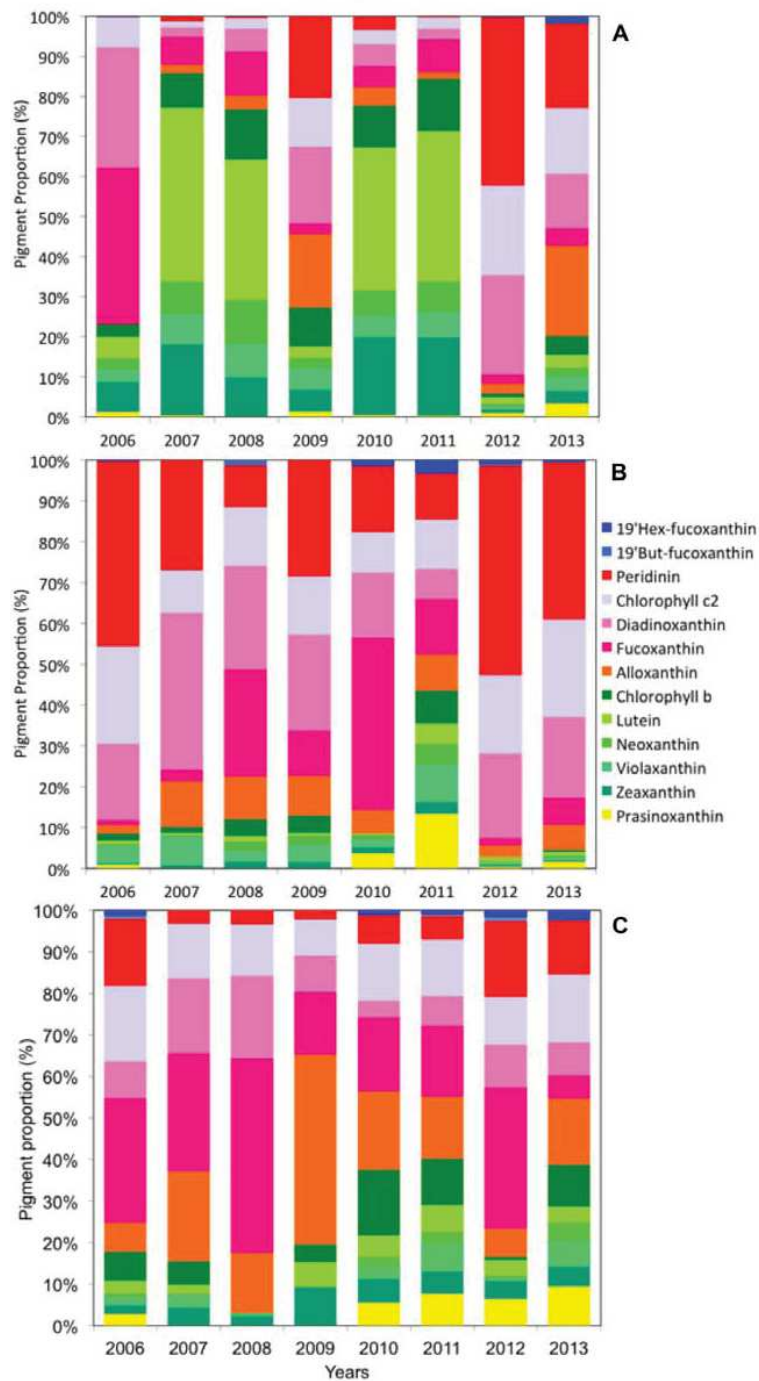 A
Pigment Proportion (%)
100%
90%
80%
70%
60%
50%
40%
30%
20%
10%
0%
2006 2007 2008 2009 2010 2011 2012 2013
B
Pigment Proportion (%)
100%
90%
80%
70%
60%
50%
40%
30%
20%
10%
0%
2006 2007 2008 2009 2010 2011 2012 2013
19'Hex-fucoxanthin
19'But-fucoxanthin
Peridinin
Chlorophyll c2
Diadinoxanthin
Fucoxanthin
Alloxanthin
Chlorophyll b
Lutein
Neoxanthin
Violaxanthin
Zeaxanthin
Prasinoxanthin
C
Pigment proportion (%)
100%
90%
80%
70%
60%
50%
40%
30%
20%
10%
0%
2006 2007 2008 2009 2010 2011 2012 2013
Years